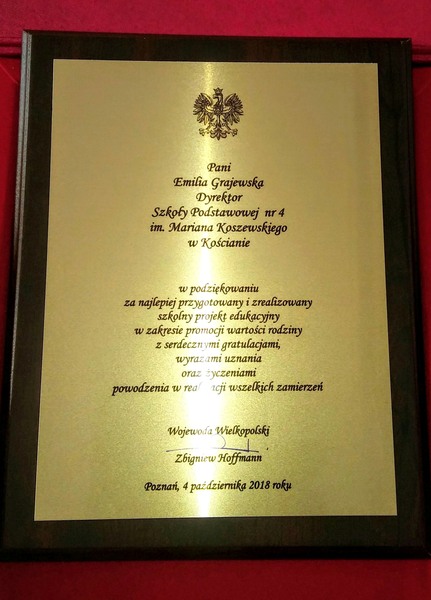 Pani
Emilia Grajewska
Dyrektor
Szkoły Podstawowej nr 4
im. Mariana Koszewskiego
w Kościanie
w podziękowaniu
za najlepiej przygotowany i zrealizowany
szkolny projekt edukacyjny
w zakresie promocji wartości rodziny
z serdecznymi gratulacjami,
wyrazami uznania
oraz życzeniami
powodzenia w realizacji wszelkich zamierzeń
Wojewoda Wielkopolski
Zbigniew Hoffmann
Poznań, 4 października 2018 roku